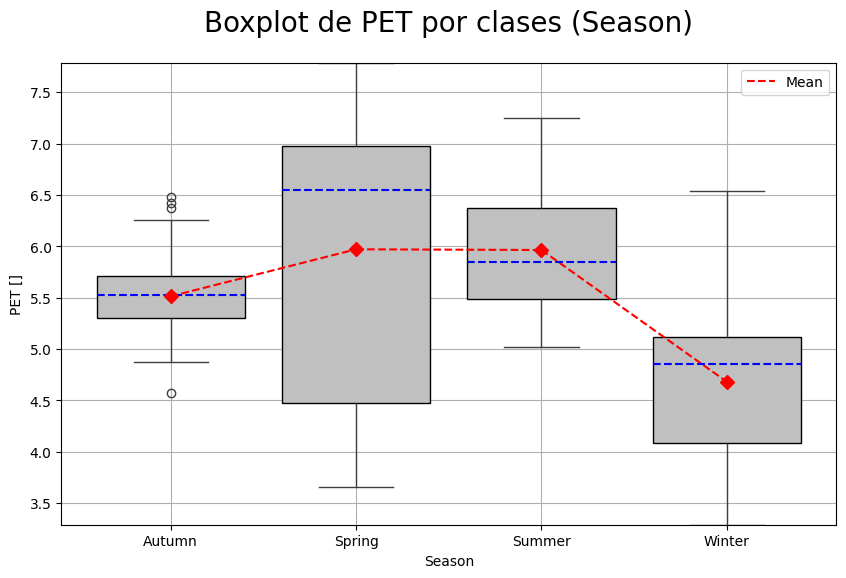 Boxplot de PET por clases (Season)
Mean
7.5
7.0
6.5
6.0
5.5
5.0
4.5
4.0
3.5
PET []
Autumn
Spring
Summer
Winter
Season